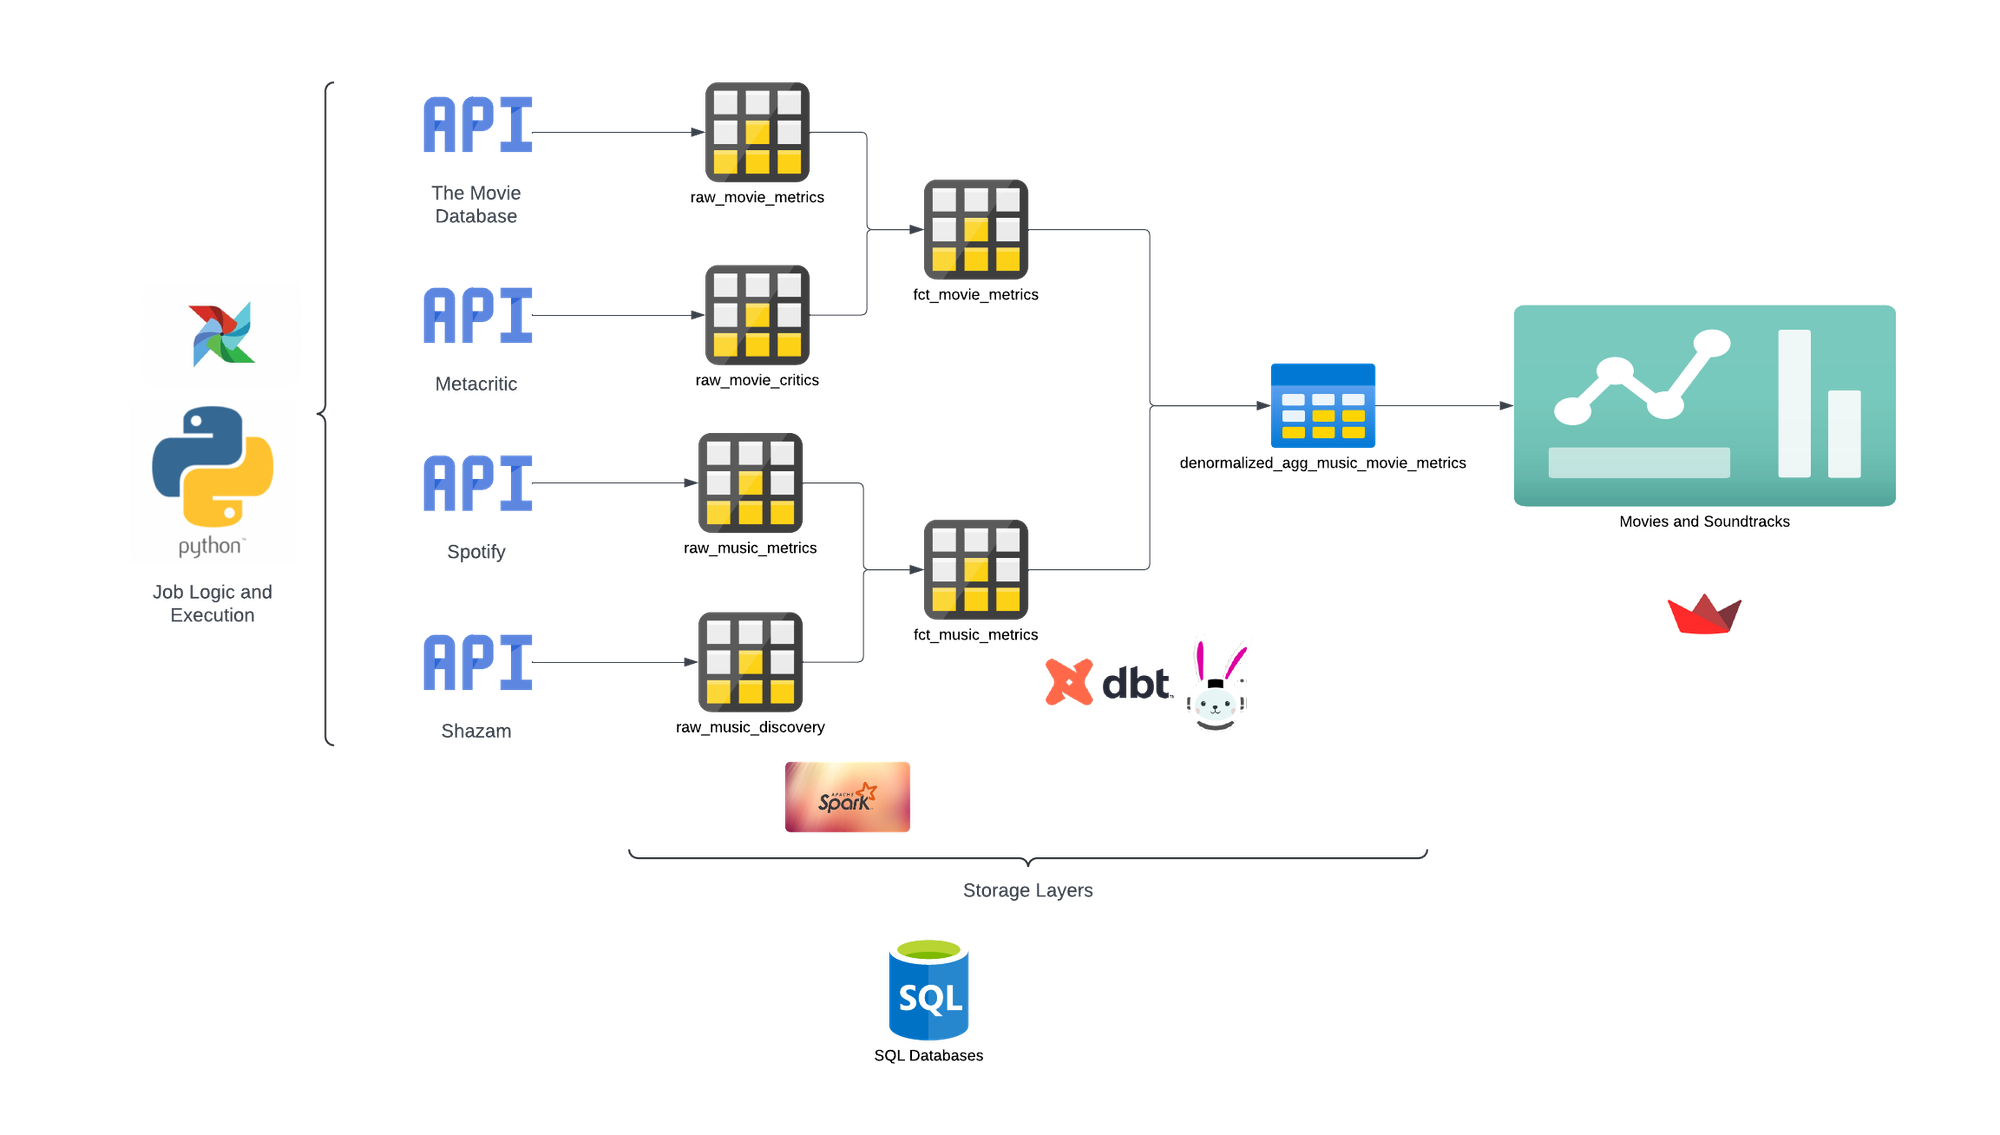 API
The Movie
Database
raw_movie_metrics
fct_movie_metrics
API
Metacritic
raw_movie_critics
python™
Job Logic and
Execution
API
Spotify
raw_music_metrics
denormalized_agg_music_movie_metrics
Movies and Soundtracks
API
Shazam
raw_music_discovery
fct_music_metrics
dbt
APACHE
Spark
Storage Layers
SQL
SQL Databases